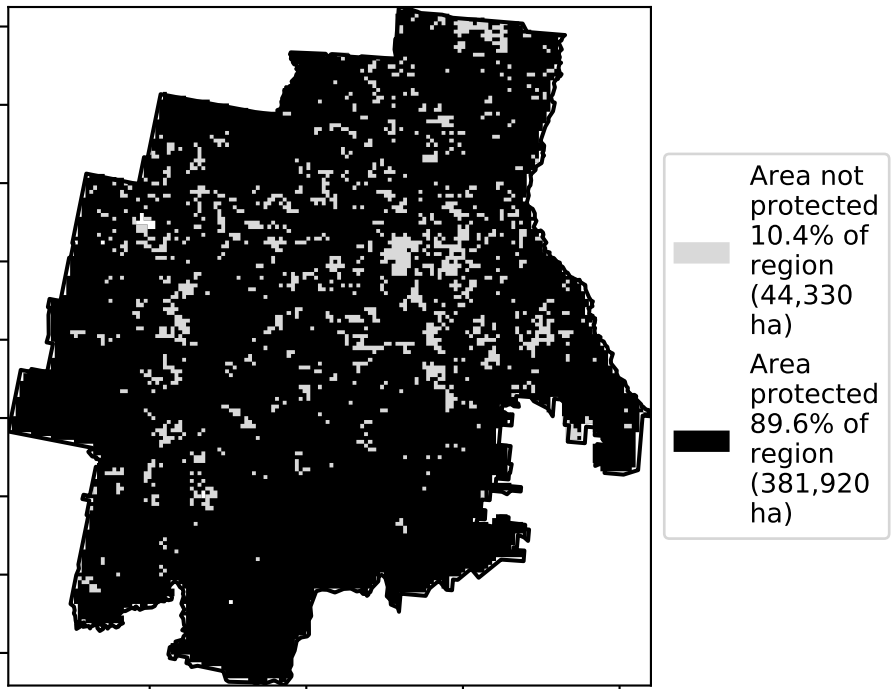 Area not
protected
10.4% of
region
(44,330
ha)
Area
protected
89.6% of
region
(381,920
ha)